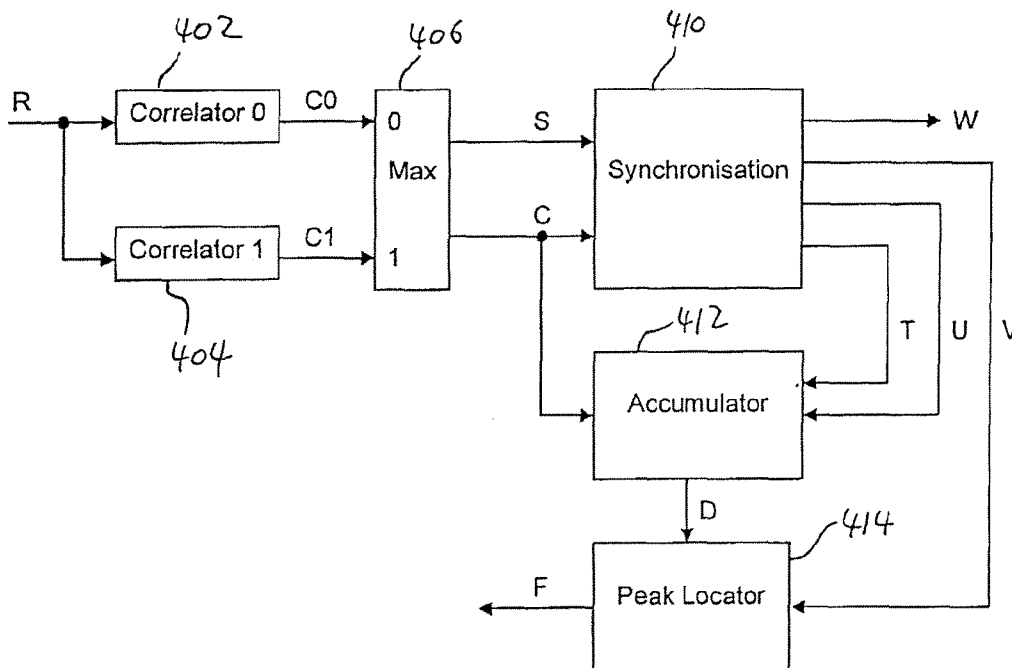 402
406
410
R
Correlator 0
C0
0
S
W
Max
Synchronisation
C
Correlator 1
C1
1
404
412
T
U
V
Accumulator
D
414
F
Peak Locator